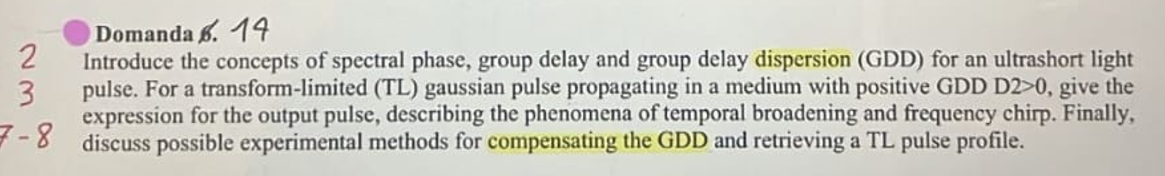 Domanda 6. 14
2 Introduce the concepts of spectral phase, group delay and group delay dispersion (GDD) for an ultrashort light
3 pulse. For a transform-limited (TL) gaussian pulse propagating in a medium with positive GDD D2>0, give the
expression for the output pulse, describing the phenomena of temporal broadening and frequency chirp. Finally,
7-8 discuss possible experimental methods for compensating the GDD and retrieving a TL pulse profile.